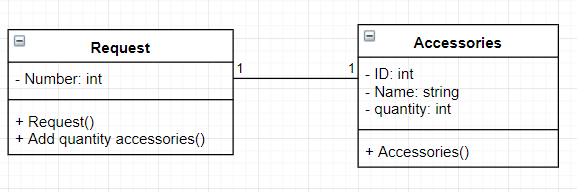 Request
- Number: int
+ Request()
+ Add quantity accessories()
1
1
Accessories
- ID: int
- Name: string
- quantity: int
+ Accessories()